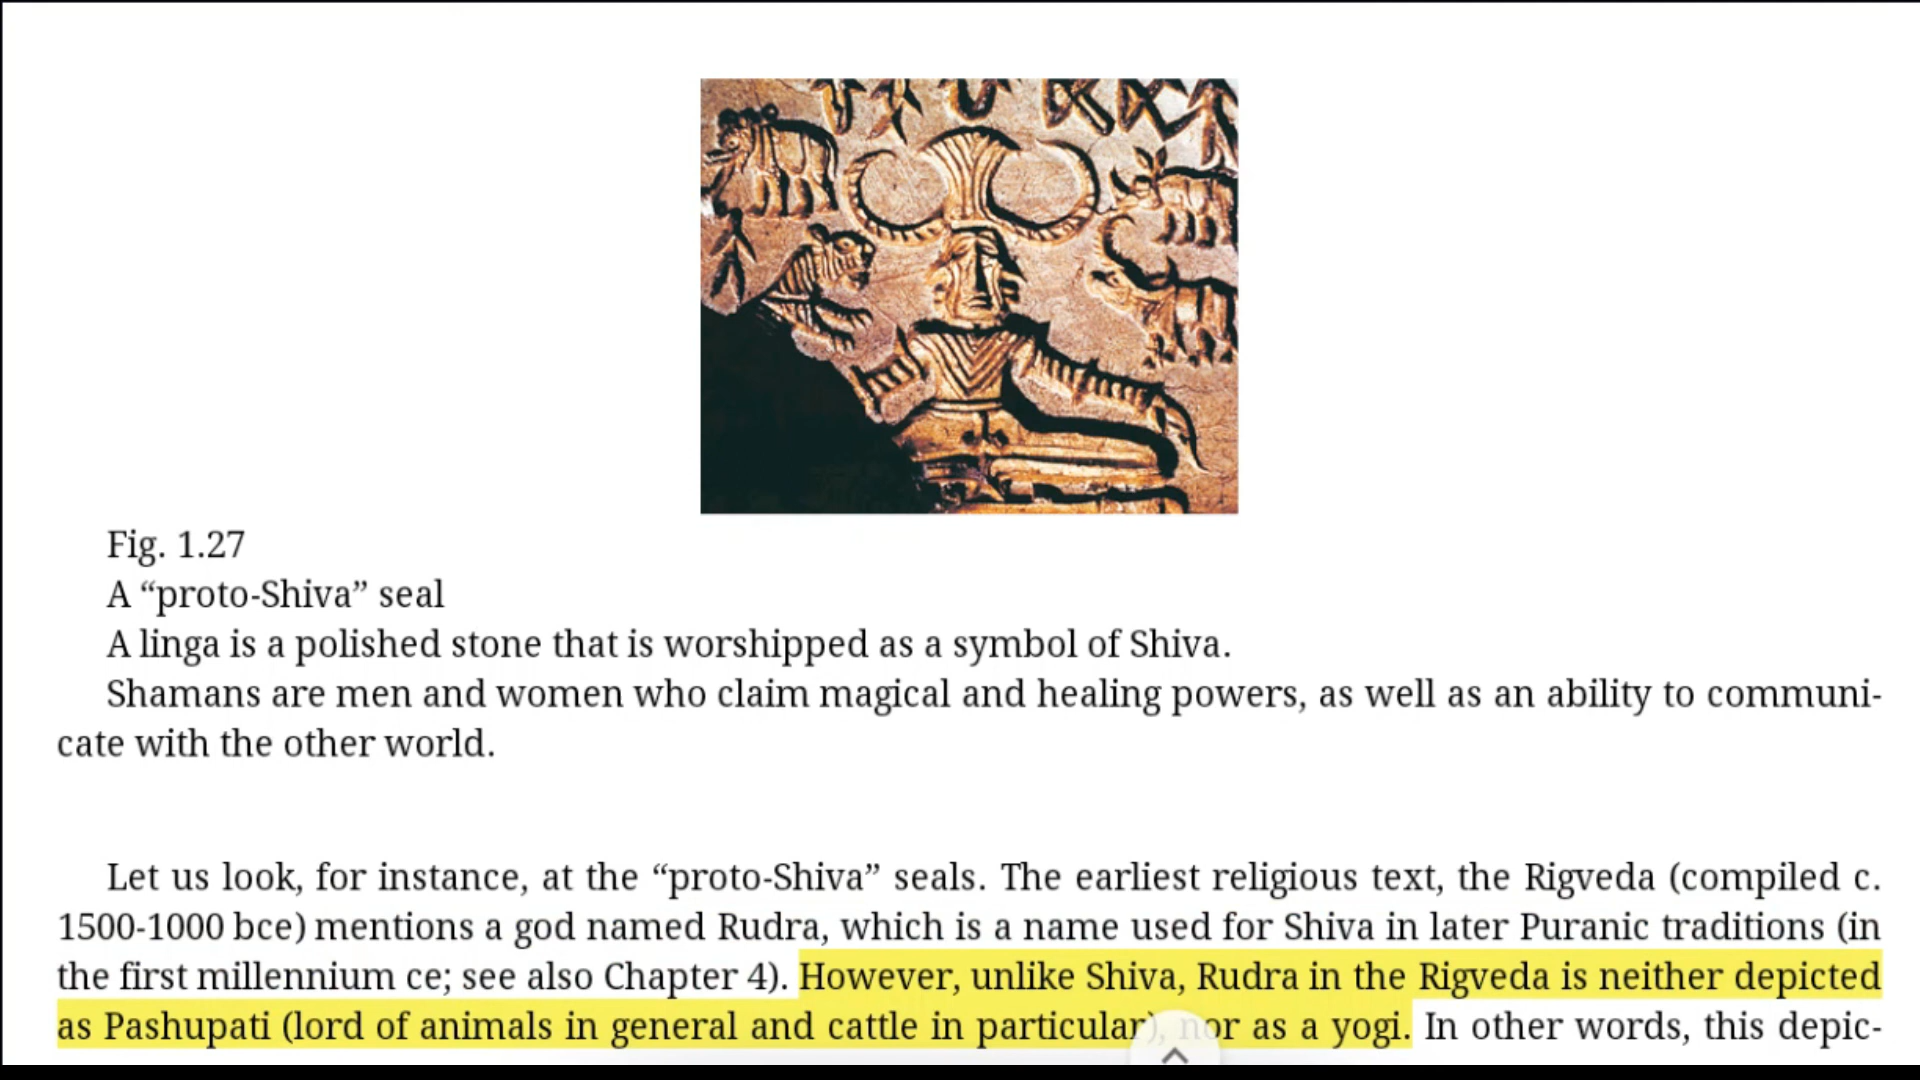 Fig. 1.27
A “proto-Shiva” seal
A linga is a polished stone that is worshipped as a symbol of Shiva.
Shamans are men and women who claim magical and healing powers, as well as an ability to communi-
cate with the other world.
Let us look, for instance, at the “proto-Shiva” seals. The earliest religious text, the Rigveda (compiled c.
1500-1000 bce) mentions a god named Rudra, which is a name used for Shiva in later Puranic traditions (in
the first millennium ce; see also Chapter 4). However, unlike Shiva, Rudra in the Rigveda is neither depicted
as Pashupati (lord of animals in general and cattle in particular), nor as a yogi. In other words, this depic-